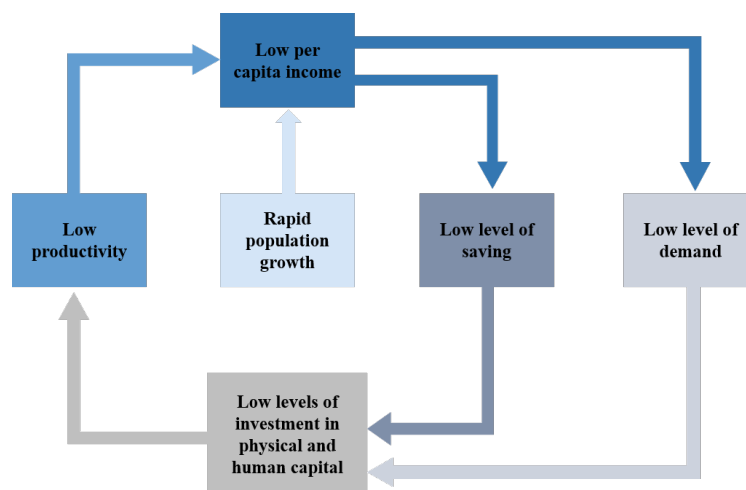 Low per
capita income
Low
productivity
Rapid
population
growth
Low level of
saving
Low level of
demand
Low levels of
investment in
physical and
human capital